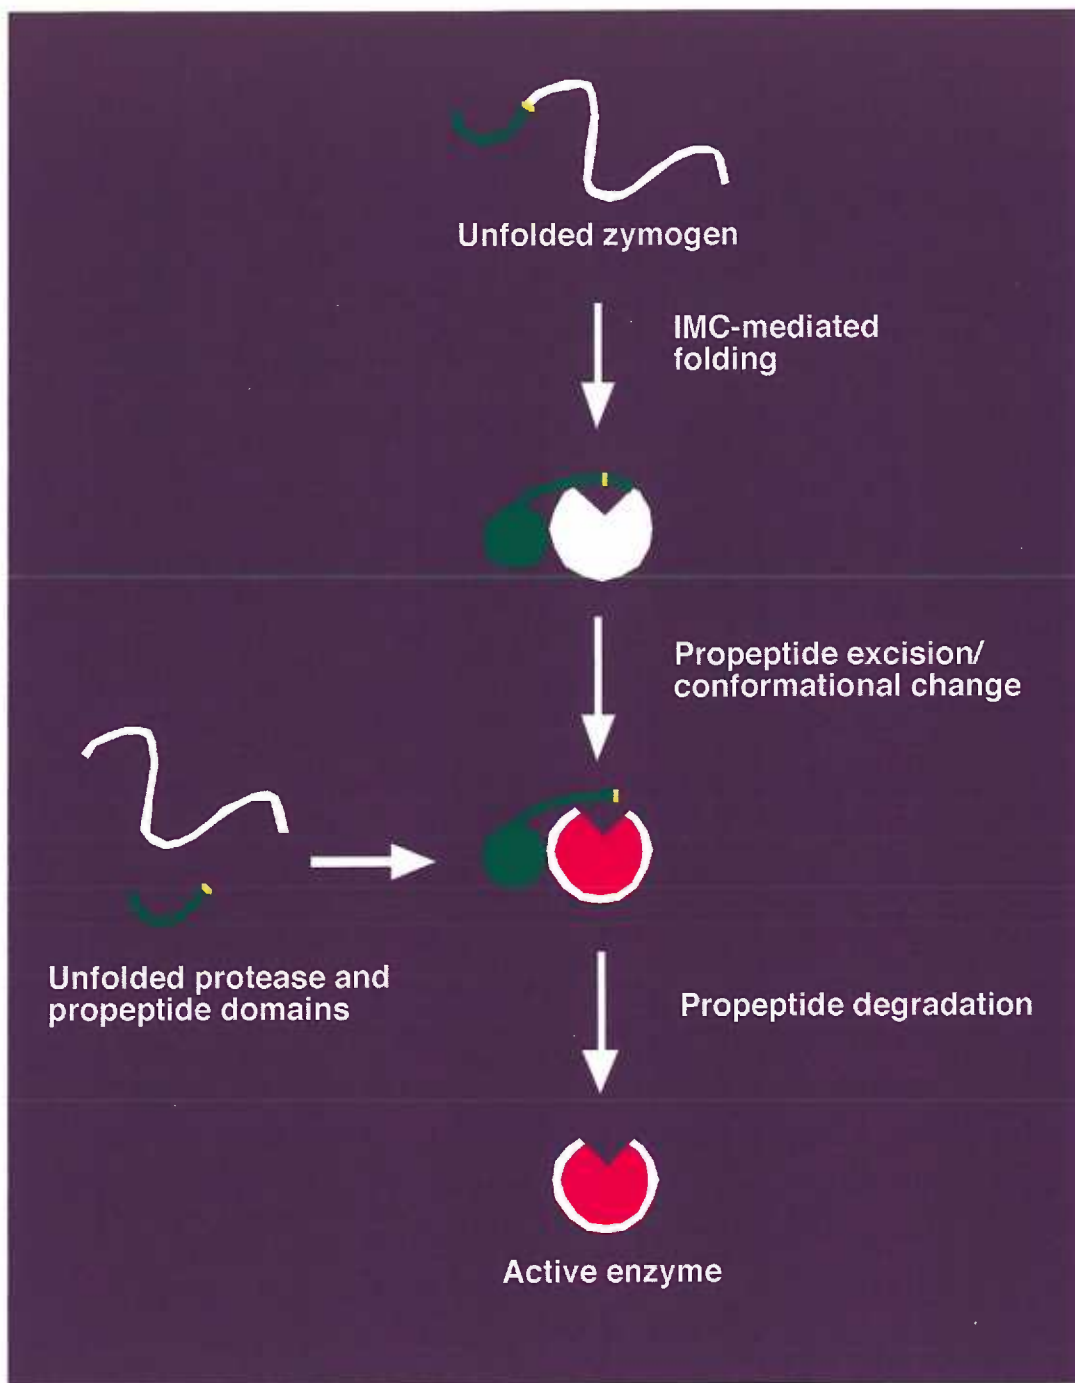 Unfolded zymogen
IMC-mediated
folding
Propeptide excision/
conformational change
Unfolded protease and
propeptide domains
Propeptide degradation
Active enzyme